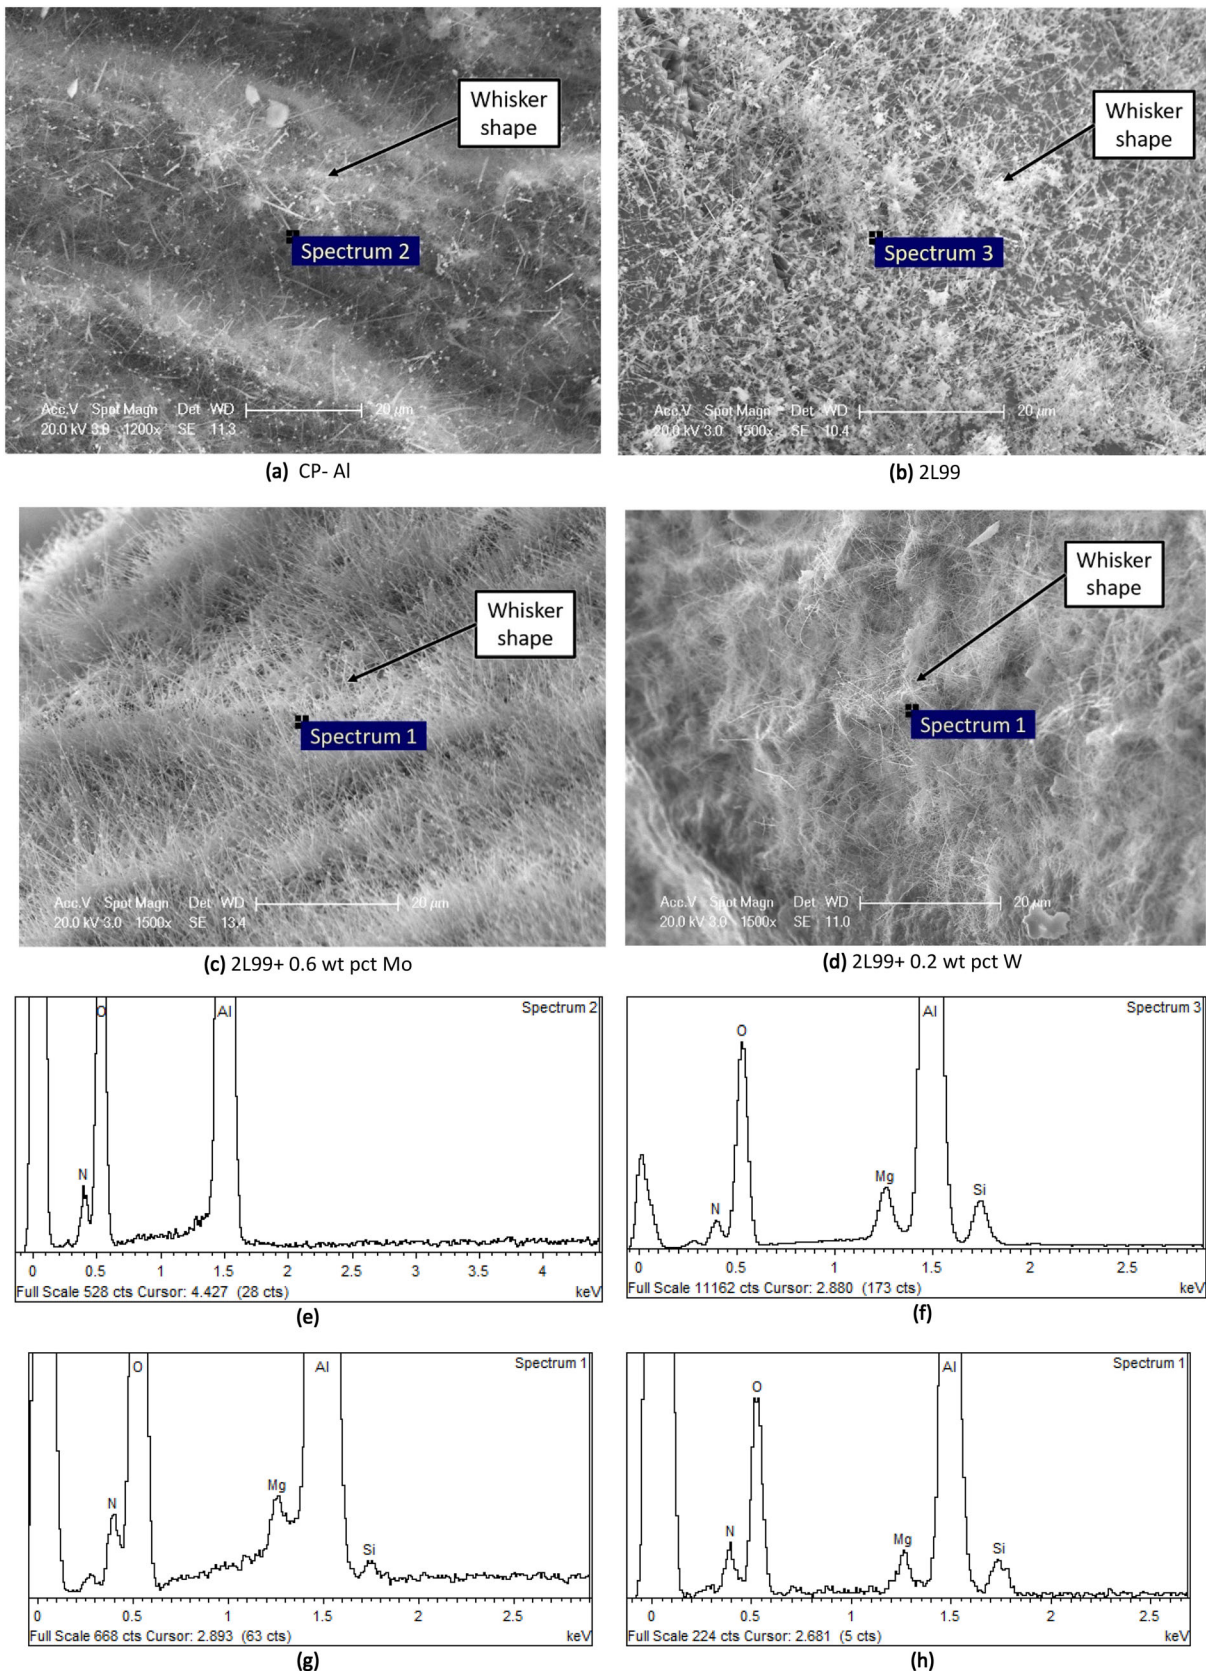 Whisker
shape
Spectrum 2
Acc.V Spot Magn Det WD 20 µm
20.0 kV 3.0 1200x SE 11.3
(a) CP- Al
Whisker
shape
Spectrum 3
Acc.V Spot Magn Det WD 20 µm
20.0 kV 3.0 1500x SE 10.4
(b) 2L99
Whisker
shape
Spectrum 1
Acc.V Spot Magn Det WD 20 µm
20.0 kV 3.0 1500x SE 13.4
(c) 2L99+ 0.6 wt pct Mo
Whisker
shape
Spectrum 1
Acc.V Spot Magn Det WD 20 µm
20.0 kV 3.0 1500x SE 11.0
(d) 2L99+ 0.2 wt pct W
Spectrum 2
O Al
N
0 0.5 1 1.5 2 2.5 3 3.5 4
Full Scale 528 cts Cursor: 4.427 (28 cts) keV
(e)
Spectrum 3
Al
O
Mg
Si
N
0 0.5 1 1.5 2 2.5
Full Scale 11162 cts Cursor: 2.880 (173 cts) keV
(f)
Spectrum 1
O Al
Mg
N
Si
0 0.5 1 1.5 2 2.5
Full Scale 668 cts Cursor: 2.893 (63 cts) keV
(g)
Spectrum 1
Al
O
N Mg
Si
0 0.5 1 1.5 2 2.5
Full Scale 224 cts Cursor: 2.681 (5 cts) keV
(h)